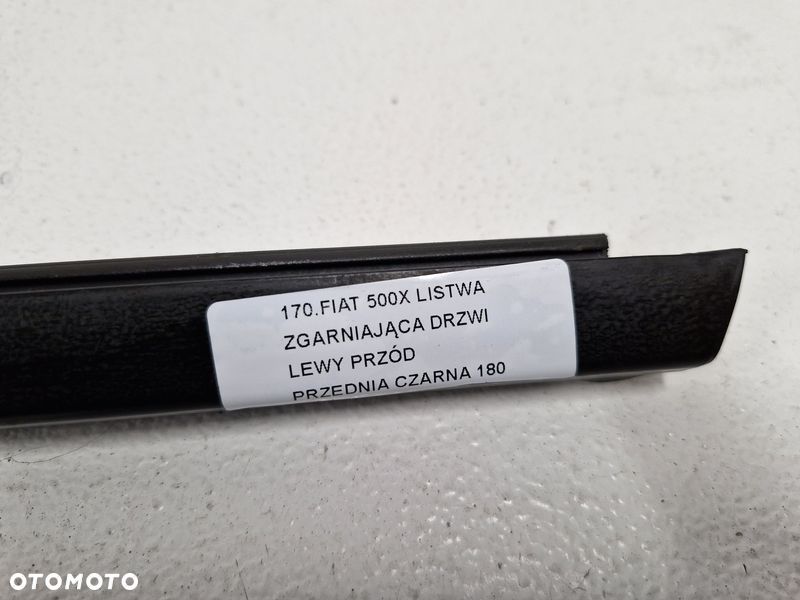 170.FIAT 500X LISTWA
ZGARNIAJĄCA DRZWI
LEWY PRZÓD
PRZEDNIA CZARNA 180
OTOMOTO